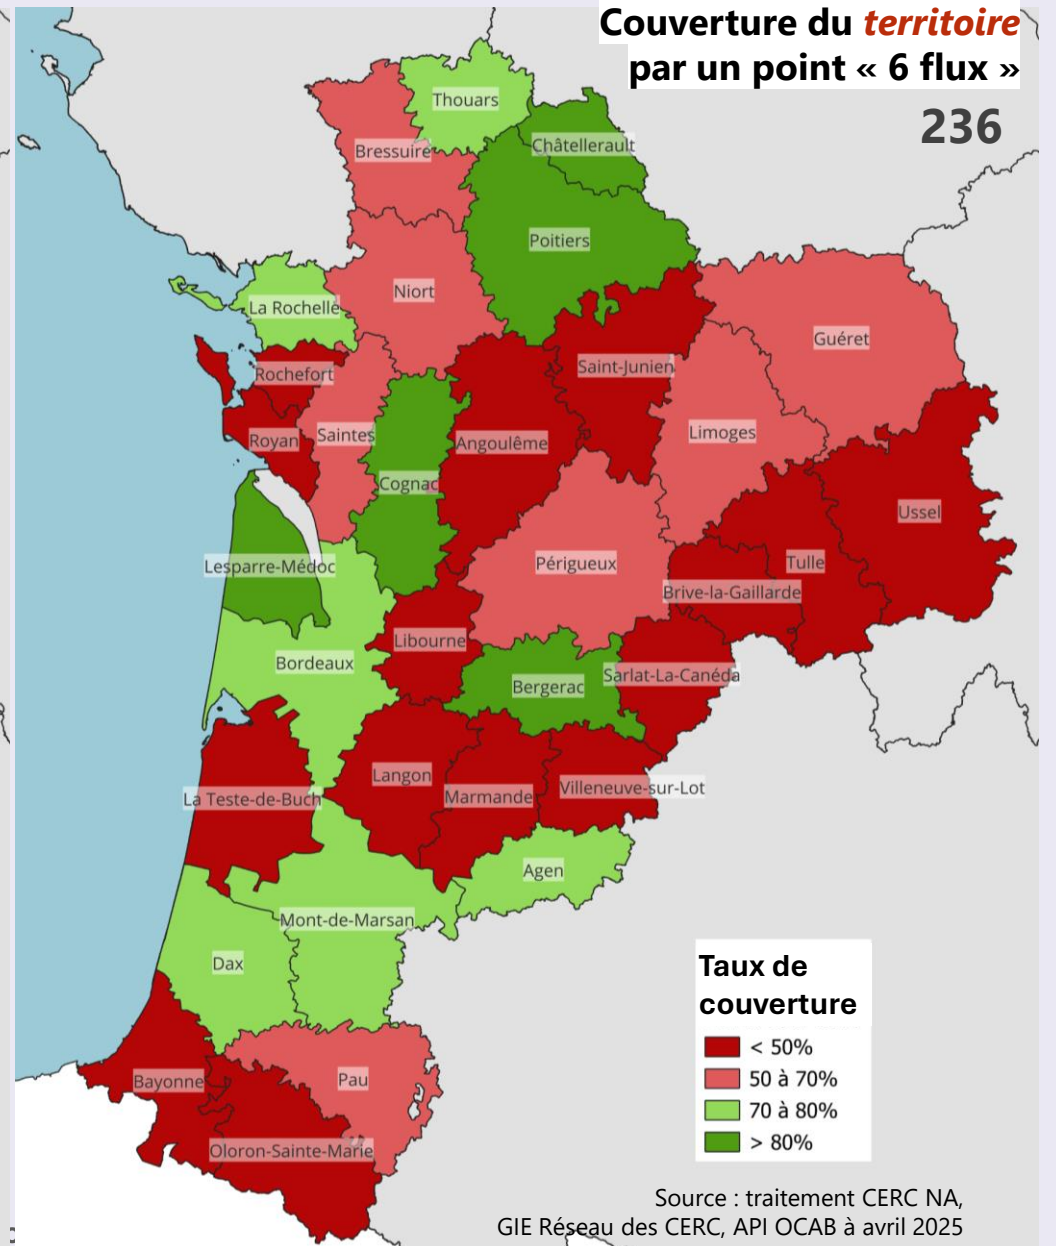 Couverture du territoire
par un point « 6 flux »
236
Thouars
Châtellerault
Bressuire
Poitiers
Niort
La Rochelle
Guéret
Saint-Junien
Rochefort
Limoges
Saintes
Royan
Angoulême
Cognac
Ussel
Lesparre-Médoc
Périgueux
Tulle
Brive-la-Gaillarde
Libourne
Bordeaux
Sarlat-La-Canéda
Bergerac
Langon
Villeneuve-sur-Lot
Marmande
La Teste-de-Buch
Agen
Mont-de-Marsan
Dax
Pau
Bayonne
Oloron-Sainte-Marie
Taux de
couverture
< 50%
50 à 70%
70 à 80%
> 80%
Source : traitement CERC NA,
GIE Réseau des CERC, API OCAB à avril 2025